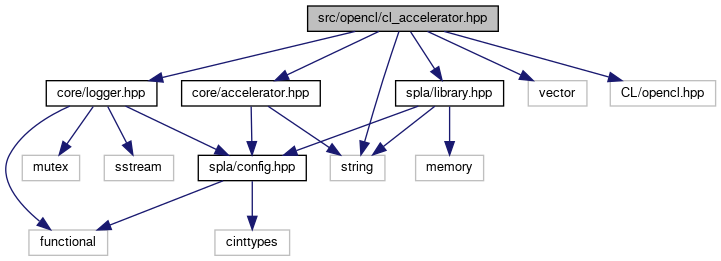 src/opencl/cl_accelerator.hpp
core/logger.hpp
core/accelerator.hpp
spla/library.hpp
vector
CL/opencl.hpp
mutex
sstream
spla/config.hpp
string
memory
functional
cinttypes